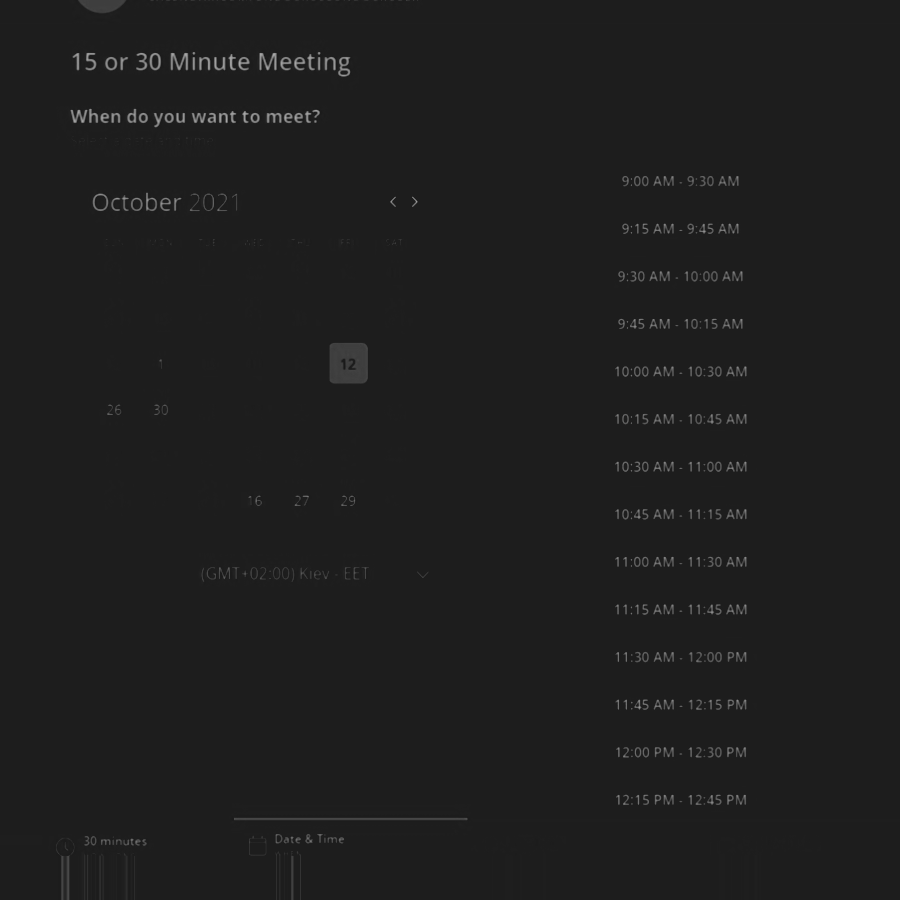 15 or 30 Minute Meeting
When do you want to meet?
October 2021
TUE WED THU FRI SAT
1 12
26 30
16 27 29
(GMT+02:00) Kiev - EET
9:00 AM - 9:30 AM
9:15 AM - 9:45 AM
9:30 AM - 10:00 AM
9:45 AM - 10:15 AM
10:00 AM - 10:30 AM
10:15 AM - 10:45 AM
10:30 AM - 11:00 AM
10:45 AM - 11:15 AM
11:00 AM - 11:30 AM
11:15 AM - 11:45 AM
11:30 AM - 12:00 PM
11:45 AM - 12:15 PM
12:00 PM - 12:30 PM
12:15 PM - 12:45 PM
30 minutes
Date & Time